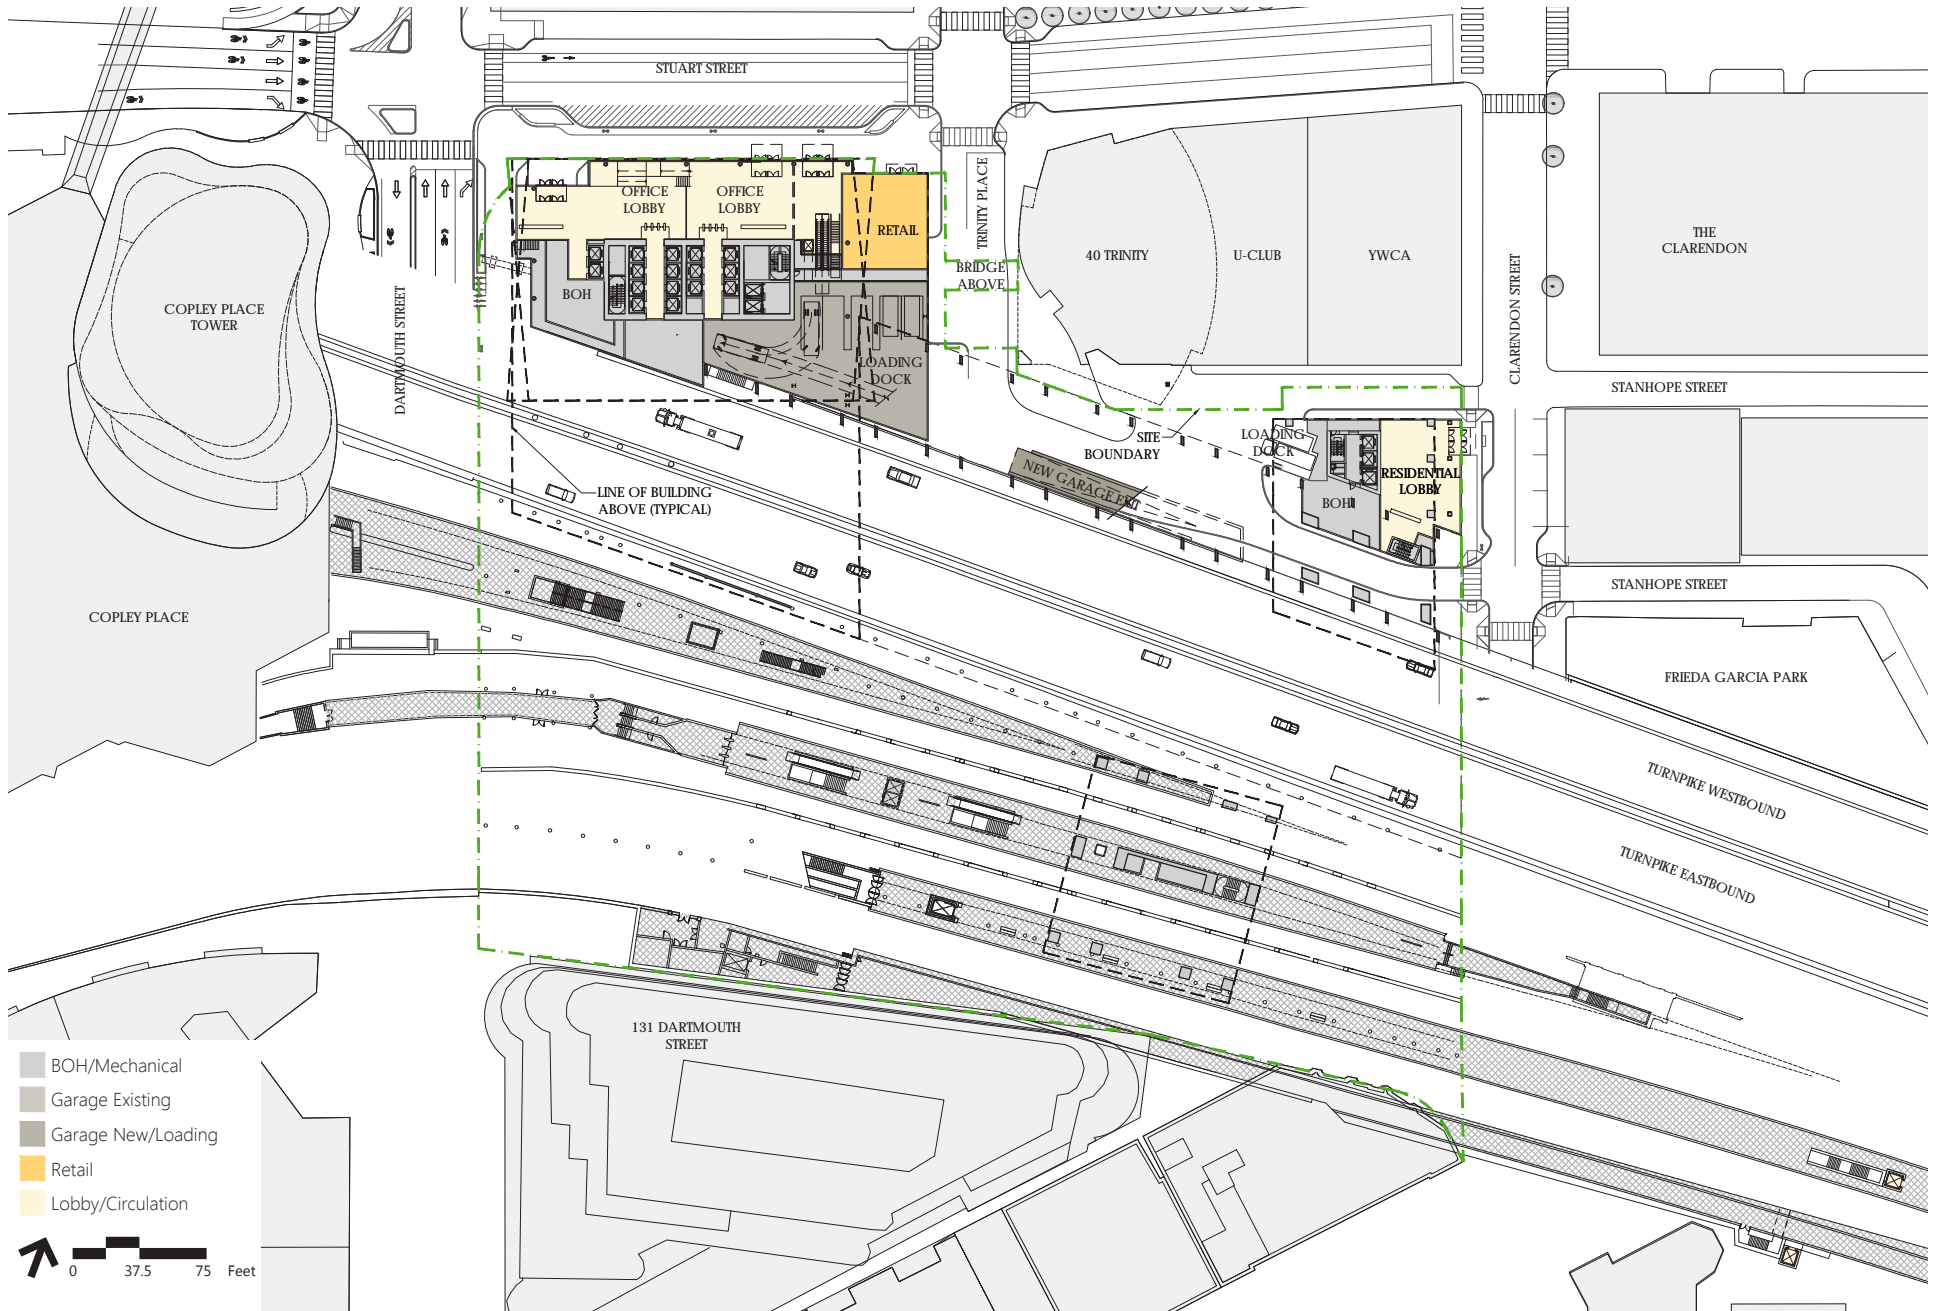 STUART STREET
TRINITY PLACE
OFFICE
LOBBY
OFFICE
LOBBY
RETAIL
BRIDGE
ABOVE
40 TRINITY
U-CLUB
YWCA
THE
CLARENDON
CLARENDON STREET
COPLEY PLACE
TOWER
DARTMOUTH STREET
BOH
LOADING
DOCK
STANHOPE STREET
SITE
BOUNDARY
LOADING
DOCK
NEW GARAGE EX
RESIDENTIAL
LOBBY
BOH
LINE OF BUILDING
ABOVE (TYPICAL)
STANHOPE STREET
COPLEY PLACE
FRIEDA GARCIA PARK
TURNPIKE WESTBOUND
TURNPIKE EASTBOUND
131 DARTMOUTH
STREET
BOH/Mechanical
Garage Existing
Garage New/Loading
Retail
Lobby/Circulation
0 37.5 75 Feet